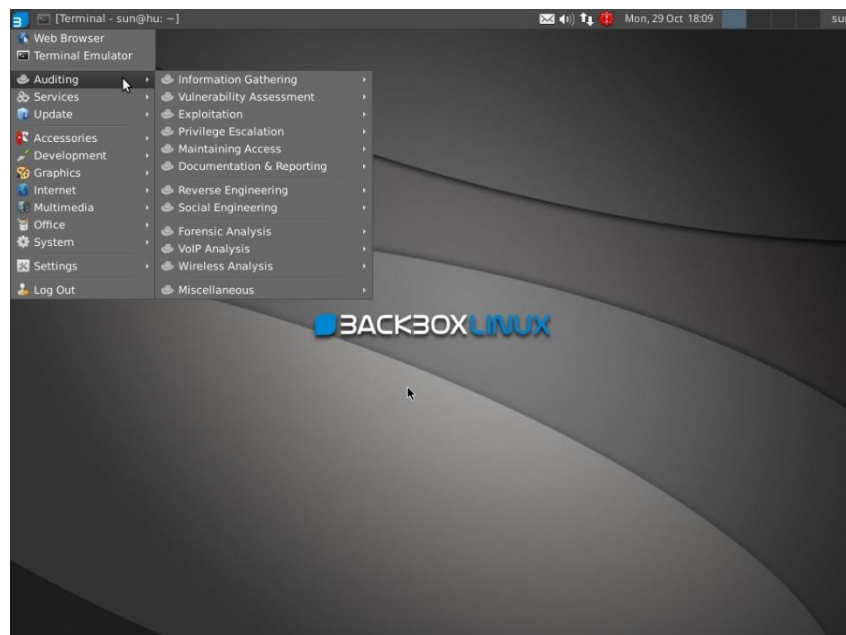 [Terminal - sun@hu: ~]
Mon, 29 Oct 18:09
Web Browser
Terminal Emulator
Auditing
Services
Update
Accessories
Development
Graphics
Internet
Multimedia
Office
System
Settings
Log Out
Information Gathering
Vulnerability Assessment
Exploitation
Privilege Escalation
Maintaining Access
Documentation & Reporting
Reverse Engineering
Social Engineering
Forensic Analysis
VoIP Analysis
Wireless Analysis
Miscellaneous
BACKBOX LINUX